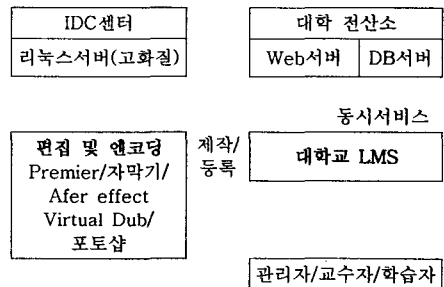 IDC센터
리눅스서버(고화질)
대학 전산소
Web서버 DB서버
동시서비스
편집 및 엔코딩
Premier/자막기/
Afer effect
Virtual Dub/
포토샵
제작/
등록
대학교 LMS
관리자/교수자/학습자